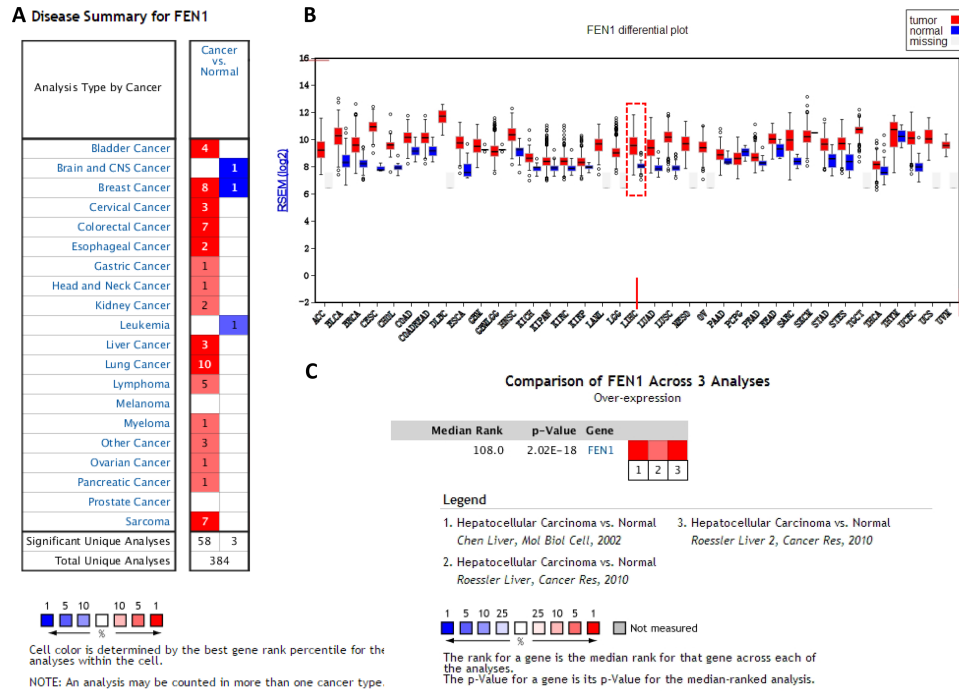 A Disease Summary for FEN1
Analysis Type by Cancer
Cancer
vs.
Normal
Bladder Cancer 4
Brain and CNS Cancer 1
Breast Cancer 8 1
Cervical Cancer 3
Colorectal Cancer 7
Esophageal Cancer 2
Gastric Cancer 1
Head and Neck Cancer 1
Kidney Cancer 2
Leukemia 1
Liver Cancer 3
Lung Cancer 10
Lymphoma 5
Melanoma
Myeloma 1
Other Cancer 3
Ovarian Cancer 1
Pancreatic Cancer 1
Prostate Cancer
Sarcoma 7
Significant Unique Analyses 58 3
Total Unique Analyses 384
1 5 10 10 5 1
%
Cell color is determined by the best gene rank percentile for the
analyses within the cell.
NOTE: An analysis may be counted in more than one cancer type.
B
FEN1 differential plot
tumor
normal
missing
RSEM (log2)
16
14
12
10
8
6
4
2
0
−2
ACC BLCA BRCA CESC CHOL COAD COADREAD DLBC ESCA GBM GBMLGG HNSC KICH KIPAN KIRC KIRP LAML LGG LIHC LUAD LUSC MESO OV PAAD PCPG PRAD READ SARC SKCM STAD STES TGCT THCA THYM UCEC UCS UVM
C
Comparison of FEN1 Across 3 Analyses
Over-expression
Median Rank p-Value Gene
108.0 2.02E-18 FEN1
1 2 3
Legend
1. Hepatocellular Carcinoma vs. Normal
Chen Liver, Mol Biol Cell, 2002
2. Hepatocellular Carcinoma vs. Normal
Roessler Liver, Cancer Res, 2010
3. Hepatocellular Carcinoma vs. Normal
Roessler Liver 2, Cancer Res, 2010
1 5 10 25 25 10 5 1
%
Not measured
The rank for a gene is the median rank for that gene across each of
the analyses.
The p-Value for a gene is its p-Value for the median-ranked analysis.